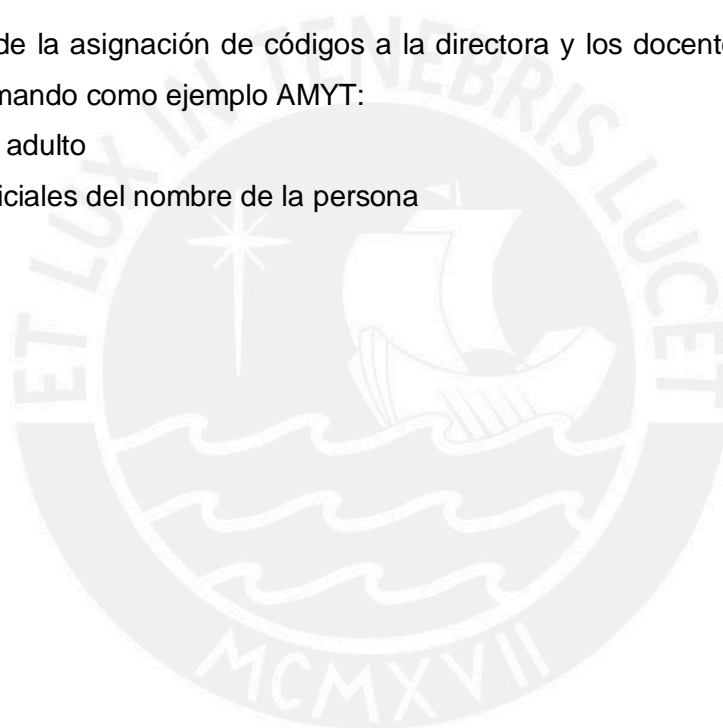 de la asignación de códigos a la directora y los docent
mando como ejemplo AMYT:
adulto
iciales del nombre de la persona
ET LUX IN TENEBRIS LUCET
MCMXVII